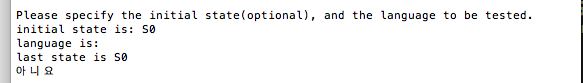 Please specify the initial state(optional), and the language to be tested.
initial state is: S0
language is:
last state is S0
아니요